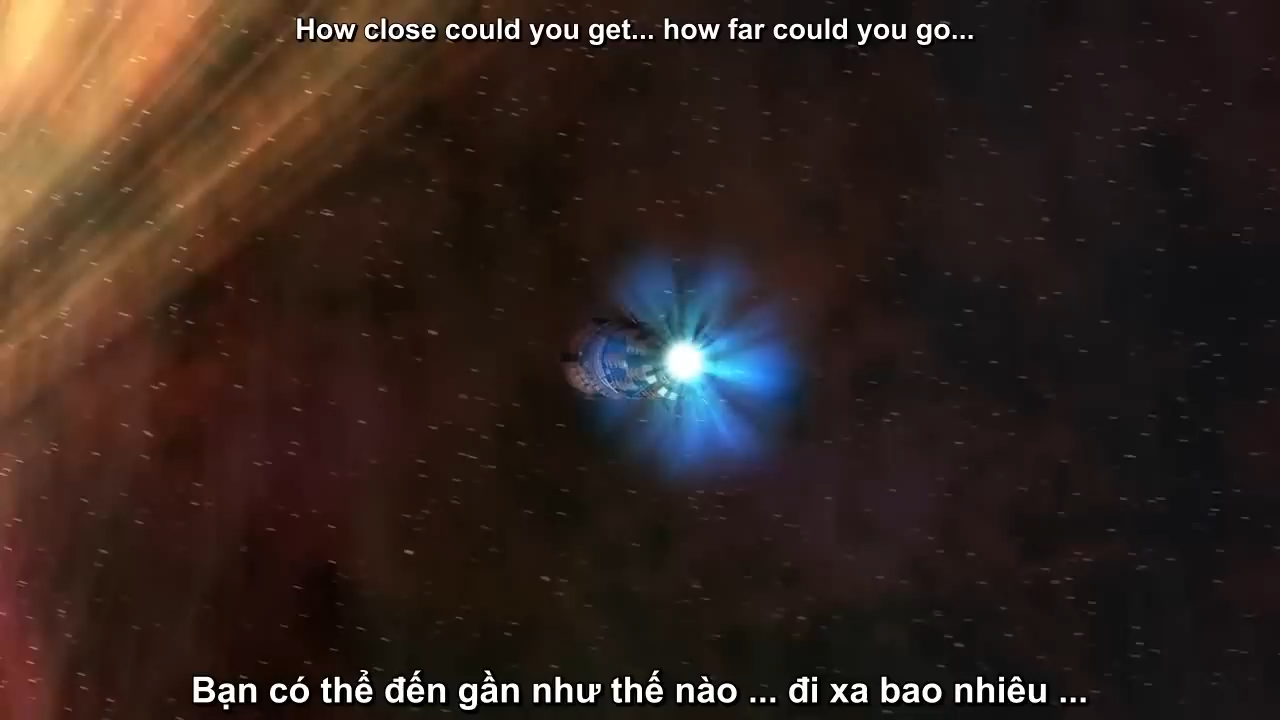 How close could you get... how far could you go...
Bạn có thể đến gần như thế nào ... đi xa bao nhiêu ...